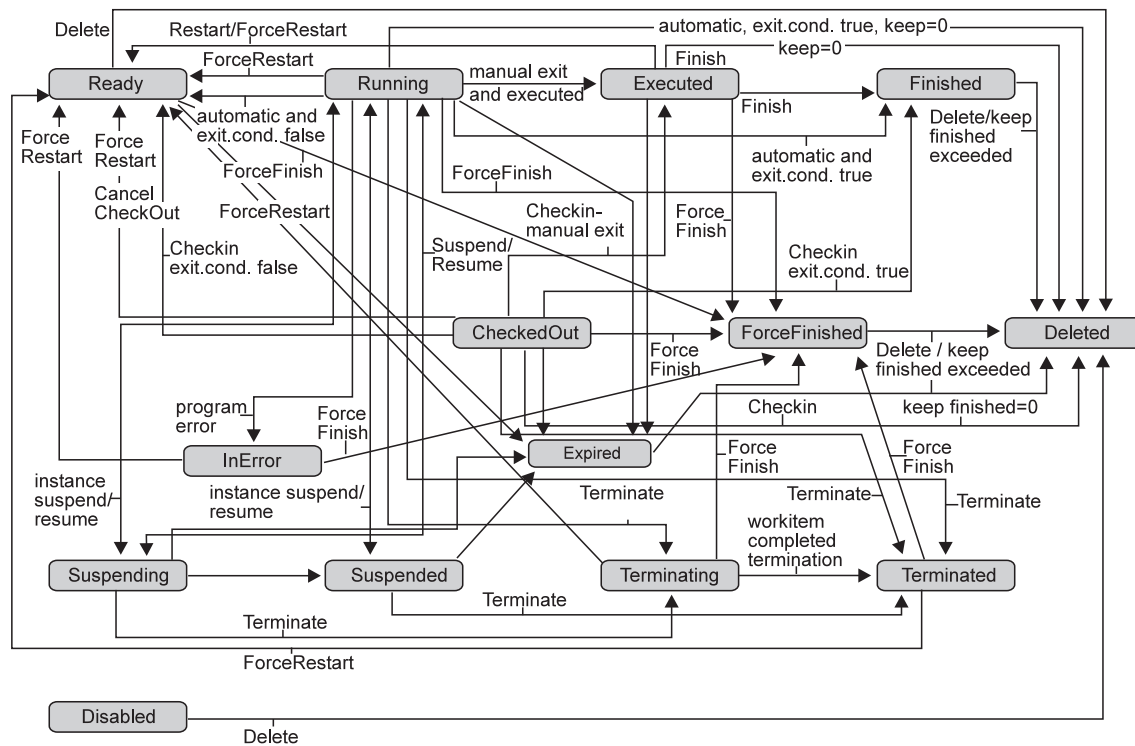 Delete
Restart/ForceRestart
automatic, exit.cond. true, keep=0
Finish
keep=0
ForceRestart
Ready
Running
manual exit
and executed
Executed
Finish
Finished
Force
Restart
Force
Restart
Cancel
CheckOut
automatic and
exit.cond. false
ForceFinish
ForceFinish
automatic and
exit.cond. true
Delete/keep
finished
exceeded
ForceRestart
Checkin
exit.cond. false
Suspend/
Resume
Checkin-
manual exit
Force
Finish
Checkin
exit.cond. true
CheckedOut
Force
Finish
ForceFinished
Delete / keep
finished exceeded
Deleted
program
error
Force
Finish
Checkin
keep finished=0
InError
Expired
Force
Finish
Force
Finish
instance
suspend/
resume
instance suspend/
resume
Terminate
Terminate
Terminate
workitem
completed
termination
Suspending
Suspended
Terminating
Terminated
Terminate
Terminate
ForceRestart
Disabled
Delete